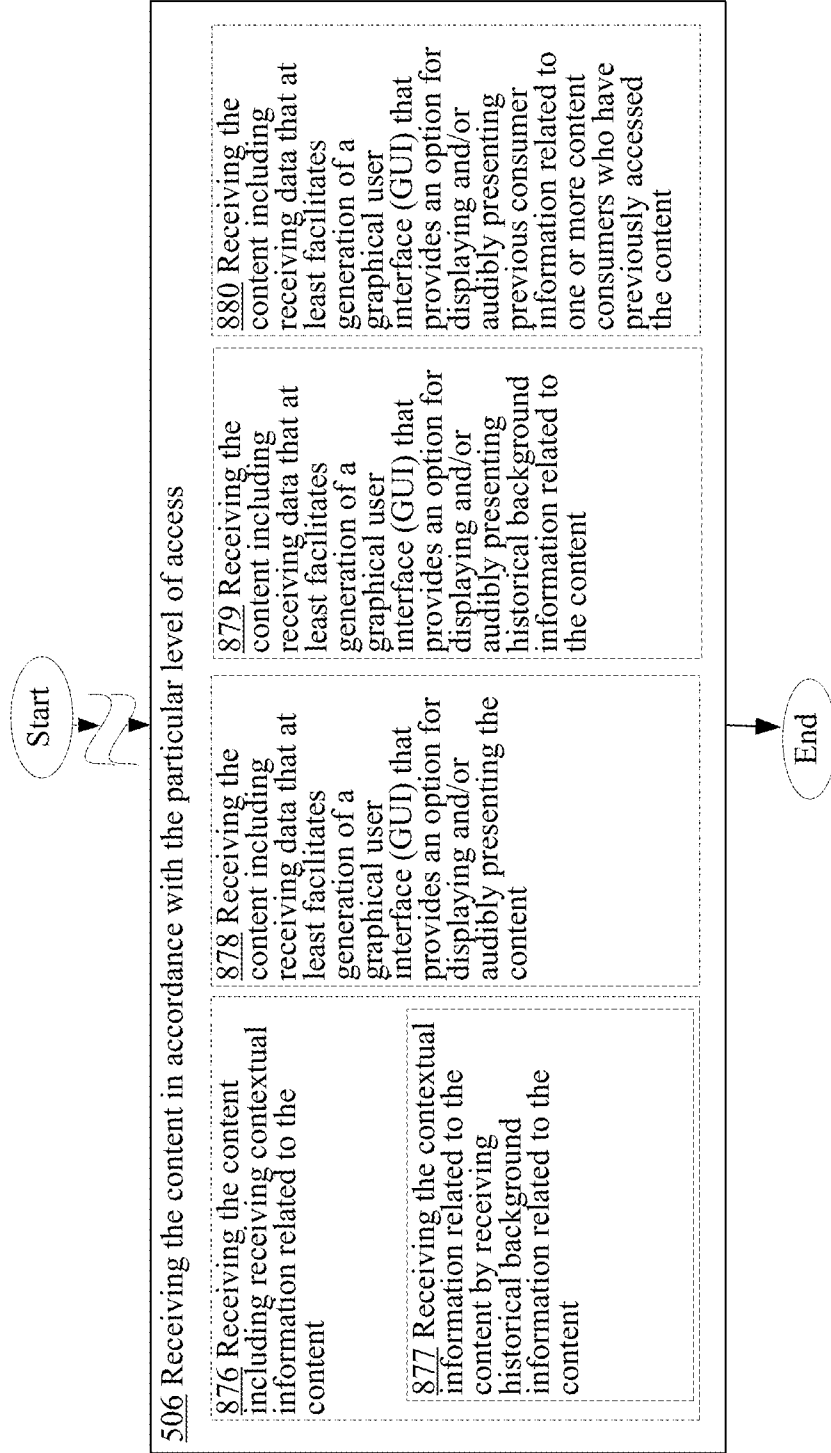 Start
506 Receiving the content in accordance with the particular level of access
876 Receiving the content
including receiving contextual
information related to the
content
877 Receiving the contextual
information related to the
content by receiving
historical background
information related to the
content
878 Receiving the
content including
receiving data that at
least facilitates
generation of a
graphical user
interface (GUI) that
provides an option for
displaying and/or
audibly presenting the
content
879 Receiving the
content including
receiving data that at
least facilitates
generation of a
graphical user
interface (GUI) that
provides an option for
displaying and/or
audibly presenting
historical background
information related to
the content
880 Receiving the
content including
receiving data that at
least facilitates
generation of a
graphical user
interface (GUI) that
provides an option for
displaying and/or
audibly presenting
previous consumer
information related to
one or more content
consumers who have
previously accessed
the content
End